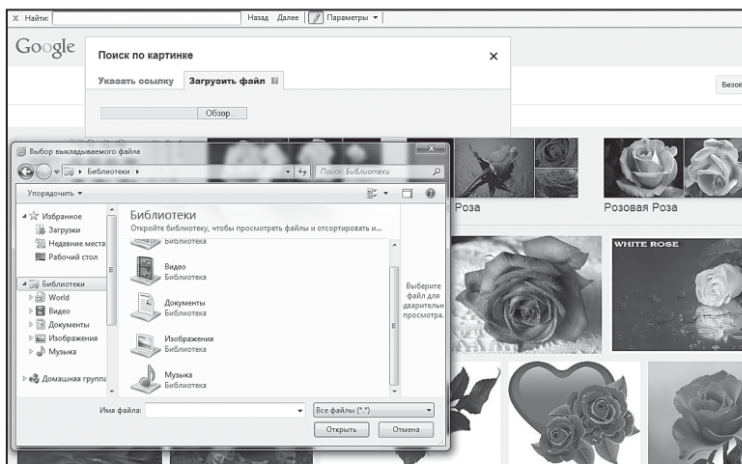 x Найти: Назад Далее Параметры
Google
Поиск по картинке ×
Указать ссылку Загрузить файл
Обзор...
Выбор выкладываемого файла
Библиотеки
Поиск: Библиотеки
Упорядочить
Избранное
Загрузки
Недавние места
Рабочий стол
Библиотеки
World
Видео
Документы
Изображения
Музыка
Домашняя группа
Библиотеки
Откройте библиотеку, чтобы просмотреть файлы и отсортировать и...
Библиотека
Видео
Библиотека
Документы
Библиотека
Изображения
Библиотека
Музыка
Библиотека
Выберите
файл для
дварительн
просмотра.
Имя файла:
Все файлы (*.*)
Открыть Отмена
Безоп
Роза
Розовая Роза
WHITE ROSE